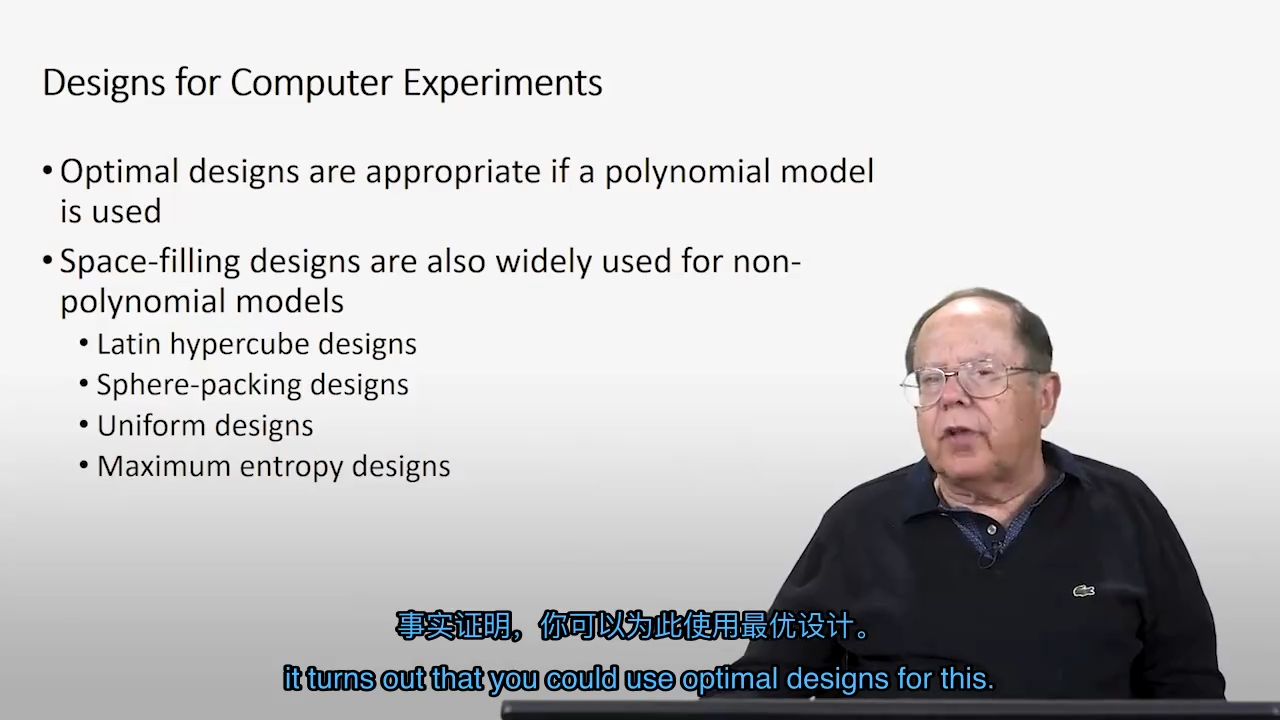 Designs for Computer Experiments
• Optimal designs are appropriate if a polynomial model
is used
• Space-filling designs are also widely used for non-
polynomial models
• Latin hypercube designs
• Sphere-packing designs
• Uniform designs
• Maximum entropy designs
事实证明，你可以为此使用最优设计。
it turns out that you could use optimal designs for this.